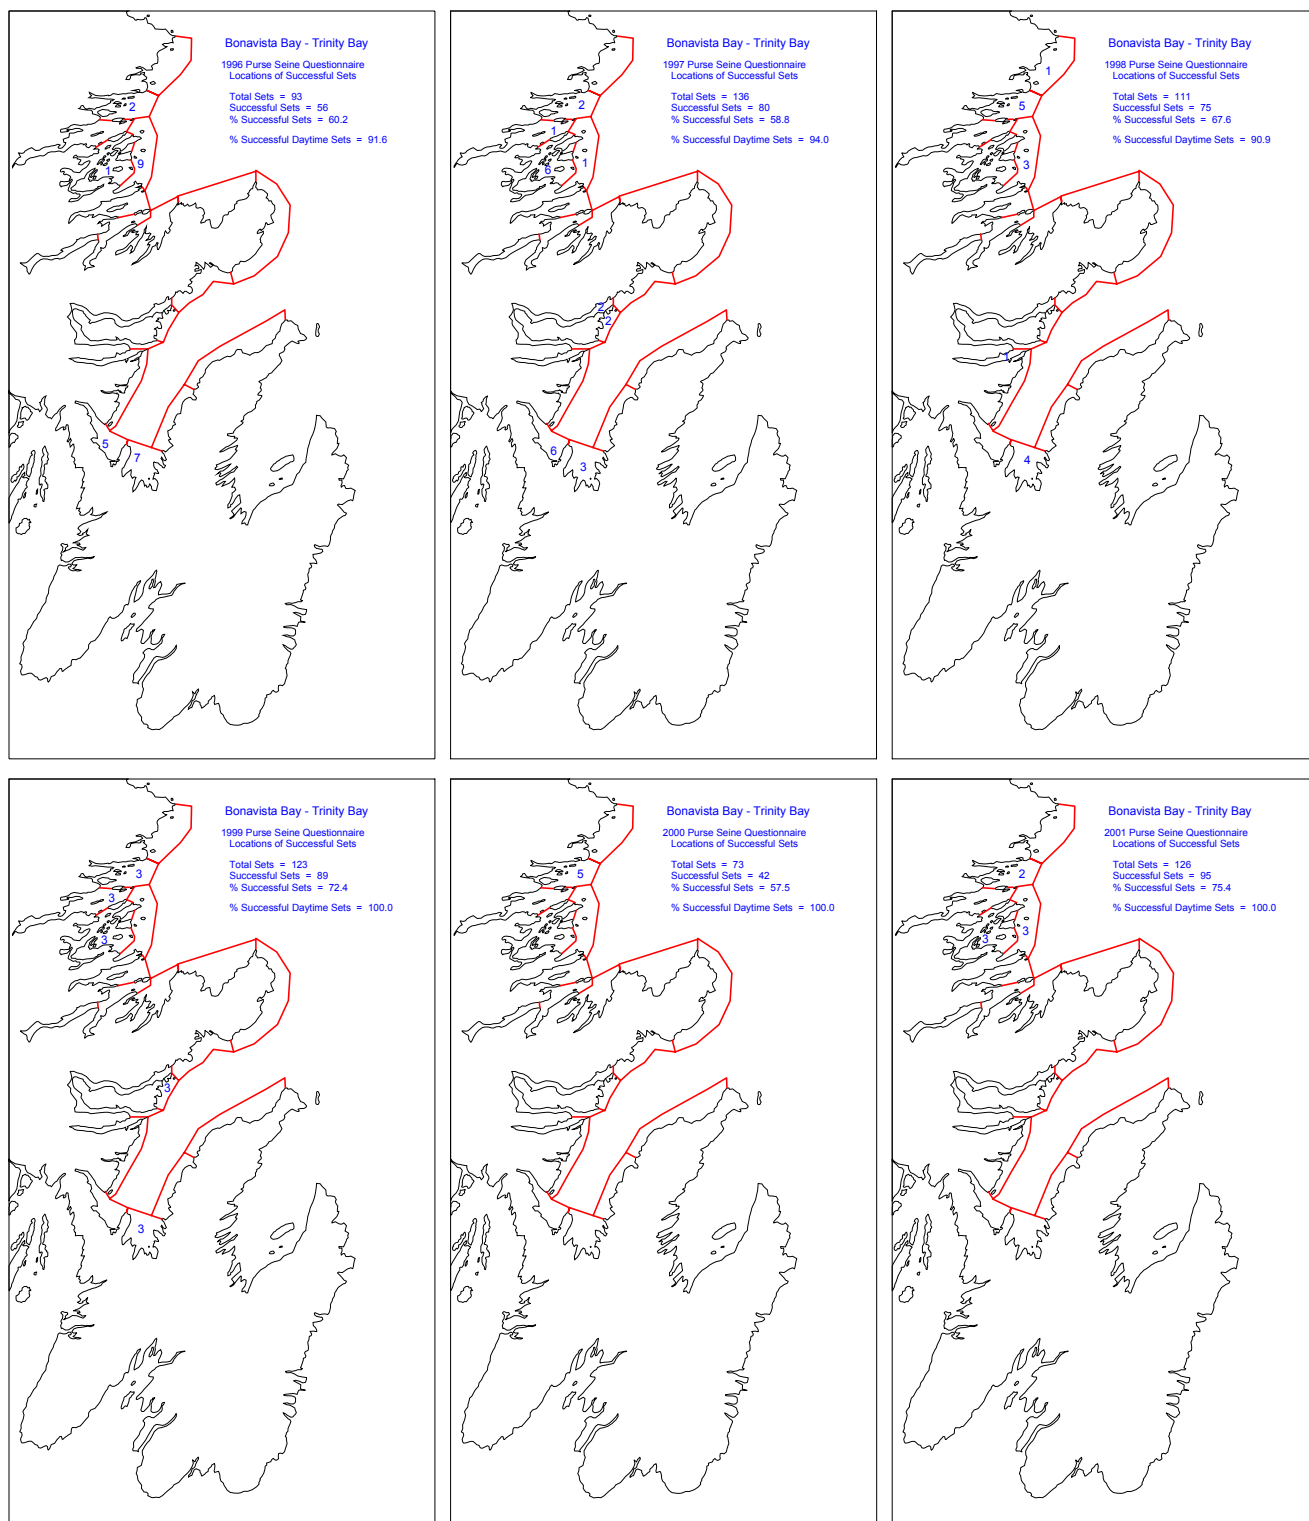 Bonavista Bay - Trinity Bay
1996 Purse Seine Questionnaire
Locations of Successful Sets
Total Sets = 93
Successful Sets = 56
% Successful Sets = 60.2
% Successful Daytime Sets = 91.6
2
9
1
5
7
Bonavista Bay - Trinity Bay
1997 Purse Seine Questionnaire
Locations of Successful Sets
Total Sets = 136
Successful Sets = 80
% Successful Sets = 58.8
% Successful Daytime Sets = 94.0
2
1
1
6
2
2
6
3
Bonavista Bay - Trinity Bay
1998 Purse Seine Questionnaire
Locations of Successful Sets
Total Sets = 111
Successful Sets = 75
% Successful Sets = 67.6
% Successful Daytime Sets = 90.9
1
5
3
1
4
Bonavista Bay - Trinity Bay
1999 Purse Seine Questionnaire
Locations of Successful Sets
Total Sets = 123
Successful Sets = 89
% Successful Sets = 72.4
% Successful Daytime Sets = 100.0
3
3
3
3
3
Bonavista Bay - Trinity Bay
2000 Purse Seine Questionnaire
Locations of Successful Sets
Total Sets = 73
Successful Sets = 42
% Successful Sets = 57.5
% Successful Daytime Sets = 100.0
5
Bonavista Bay - Trinity Bay
2001 Purse Seine Questionnaire
Locations of Successful Sets
Total Sets = 126
Successful Sets = 95
% Successful Sets = 75.4
% Successful Daytime Sets = 100.0
2
3
3